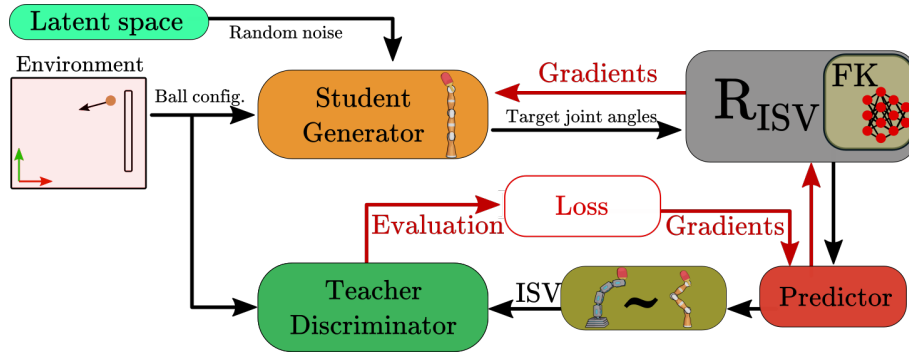 Latent space
Random noise
Environment
Ball config.
Student
Generator
Gradients
Target joint angles
R_ISV
FK
Evaluation
Loss
Gradients
Teacher
Discriminator
ISV
~
Predictor